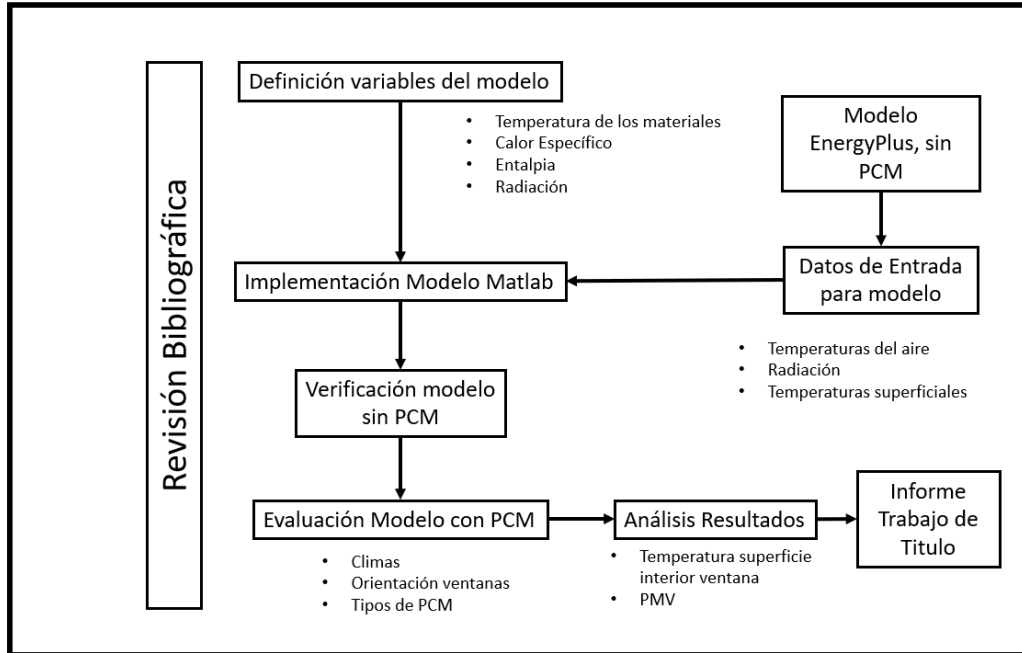 Revisión Bibliográfica
Definición variables del modelo
• Temperatura de los materiales
• Calor Específico
• Entalpia
• Radiación
Modelo
EnergyPlus, sin
PCM
Implementación Modelo Matlab
Datos de Entrada
para modelo
• Temperaturas del aire
• Radiación
• Temperaturas superficiales
Verificación modelo
sin PCM
Evaluación Modelo con PCM
• Climas
• Orientación ventanas
• Tipos de PCM
Análisis Resultados
• Temperatura superficie
interior ventana
• PMV
Informe
Trabajo de
Titulo